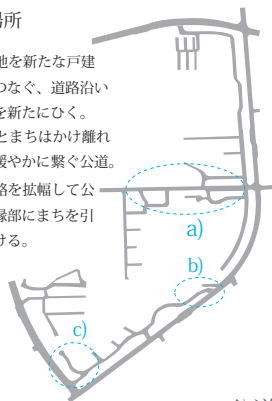 場所
地を新たな戸建
つなぐ、道路沿い
を新たにひく。
とまちはかけ離れ
緩やかに繋ぐ公道。
路を拡幅して公
縁部にまちを引
ける。
a)
b)
c)